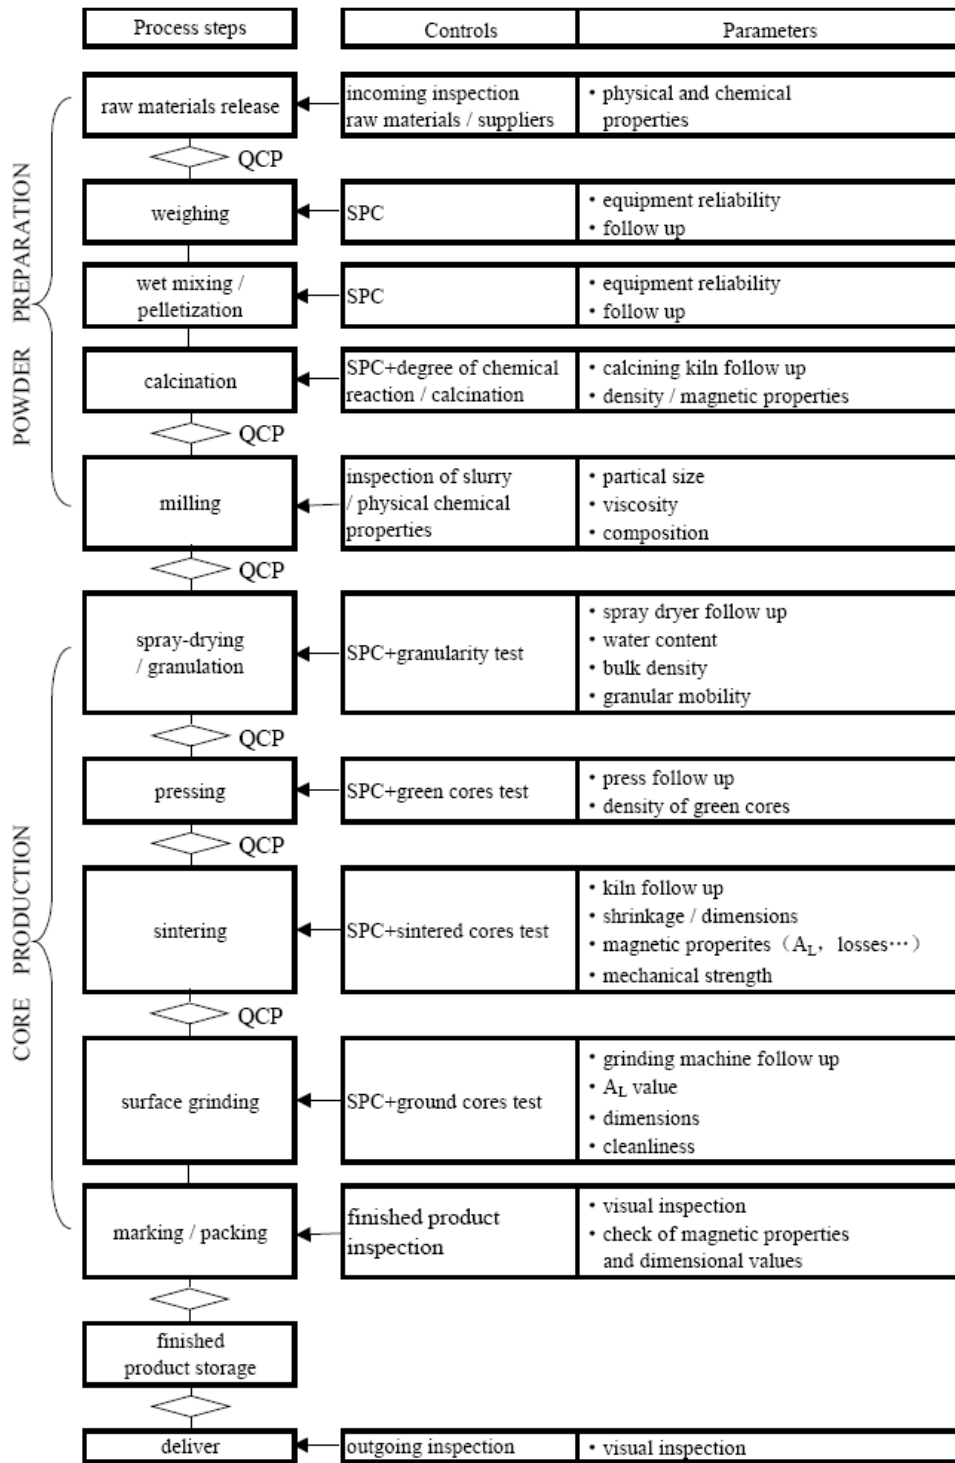 Process steps
Controls
Parameters
POWDER PREPARATION
raw materials release
incoming inspection
raw materials / suppliers
• physical and chemical
properties
QCP
weighing
SPC
• equipment reliability
• follow up
wet mixing /
pelletization
SPC
• equipment reliability
• follow up
calcination
SPC+degree of chemical
reaction / calcination
• calcining kiln follow up
• density / magnetic properties
QCP
milling
inspection of slurry
/ physical chemical
properties
• partical size
• viscosity
• composition
QCP
CORE PRODUCTION
spray-drying
/ granulation
SPC+granularity test
• spray dryer follow up
• water content
• bulk density
• granular mobility
QCP
pressing
SPC+green cores test
• press follow up
• density of green cores
QCP
sintering
SPC+sintered cores test
• kiln follow up
• shrinkage / dimensions
• magnetic properites（AL，losses…）
• mechanical strength
QCP
surface grinding
SPC+ground cores test
• grinding machine follow up
• AL value
• dimensions
• cleanliness
marking / packing
finished product
inspection
• visual inspection
• check of magnetic properties
and dimensional values
finished
product storage
deliver
outgoing inspection
• visual inspection